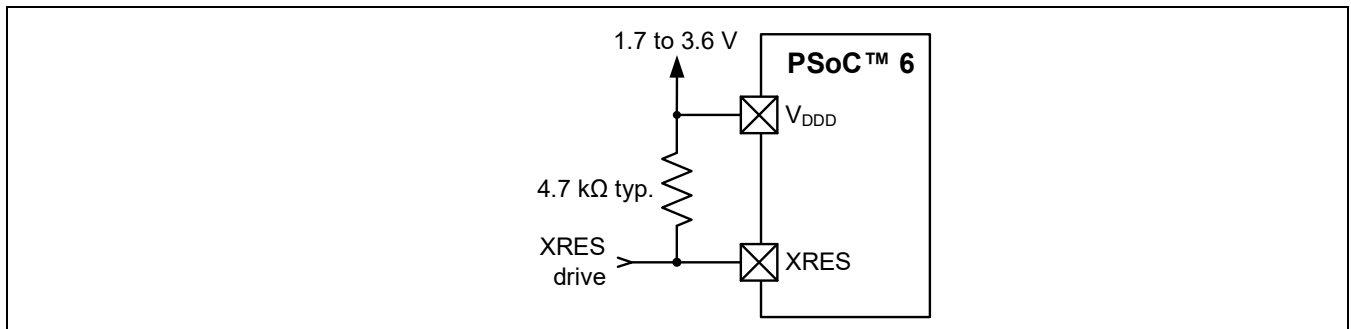 1.7 to 3.6 V
PSoC™ 6
VDDD
4.7 kΩ typ.
XRES
drive
XRES